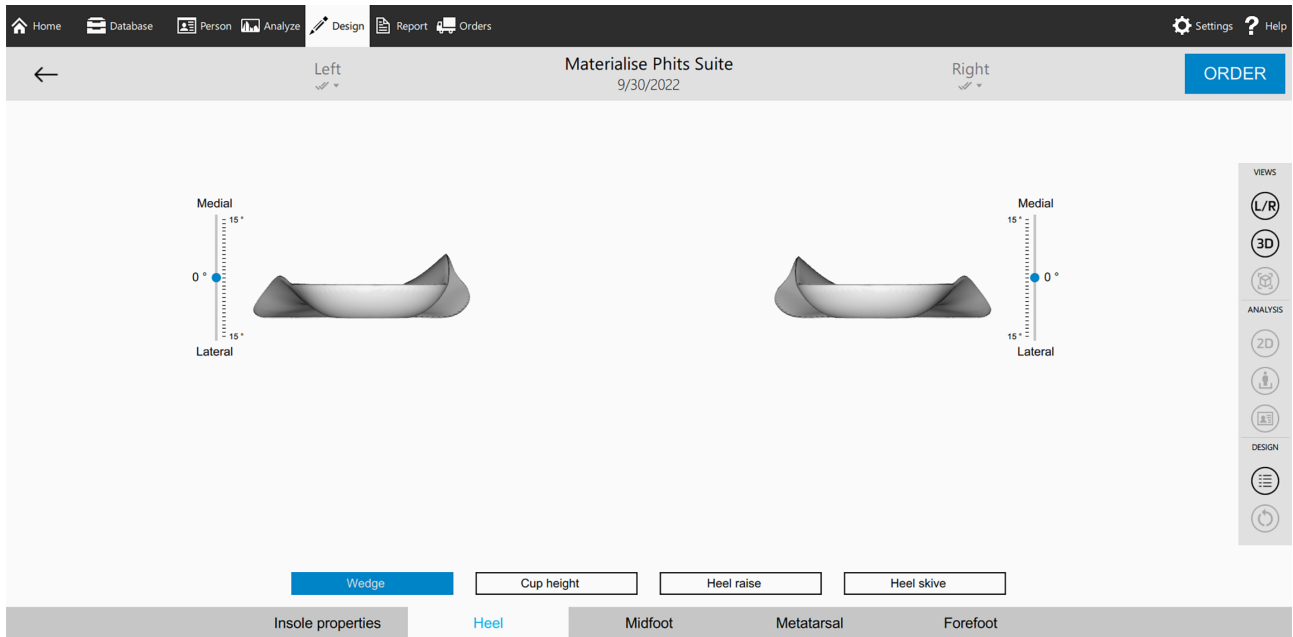 Home Database Person Analyze Design Report Orders Settings ? Help
Left Materialise Phits Suite Right ORDER
9/30/2022
VIEWS
Medial Medial
15 ° 15 °
L/R
3D
0 ° 0 °
ANALYSIS
15 ° 15 °
2D
Lateral Lateral
DESIGN
Wedge Cup height Heel raise Heel skive
Insole properties Heel Midfoot Metatarsal Forefoot